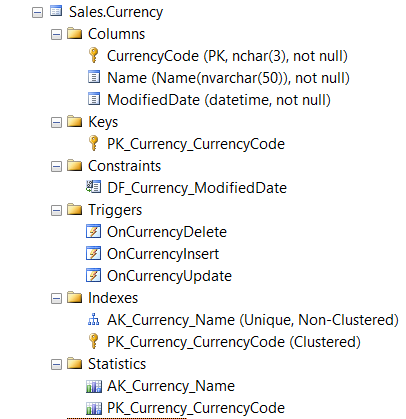 Sales.Currency
Columns
CurrencyCode (PK, nchar(3), not null)
Name (Name(nvarchar(50)), not null)
ModifiedDate (datetime, not null)
Keys
PK_Currency_CurrencyCode
Constraints
DF_Currency_ModifiedDate
Triggers
OnCurrencyDelete
OnCurrencyInsert
OnCurrencyUpdate
Indexes
AK_Currency_Name (Unique, Non-Clustered)
PK_Currency_CurrencyCode (Clustered)
Statistics
AK_Currency_Name
PK_Currency_CurrencyCode